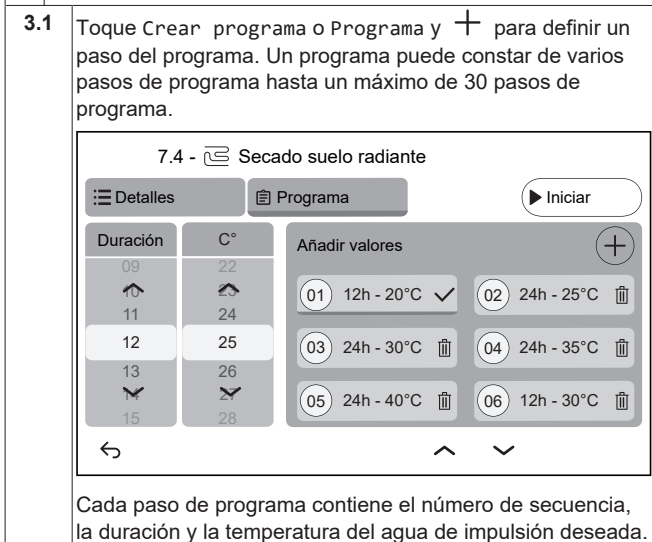 3.1
Toque Crear programa o Programa y + para definir un
paso del programa. Un programa puede constar de varios
pasos de programa hasta un máximo de 30 pasos de
programa.
7.4 - Secado suelo radiante
Detalles Programa Iniciar
Duración C° Añadir valores
09 22
10 23
11 24
12 25
13 26
14 27
15 28
01 12h - 20°C 02 24h - 25°C
03 24h - 30°C 04 24h - 35°C
05 24h - 40°C 06 12h - 30°C
Cada paso de programa contiene el número de secuencia,
la duración y la temperatura del agua de impulsión deseada.